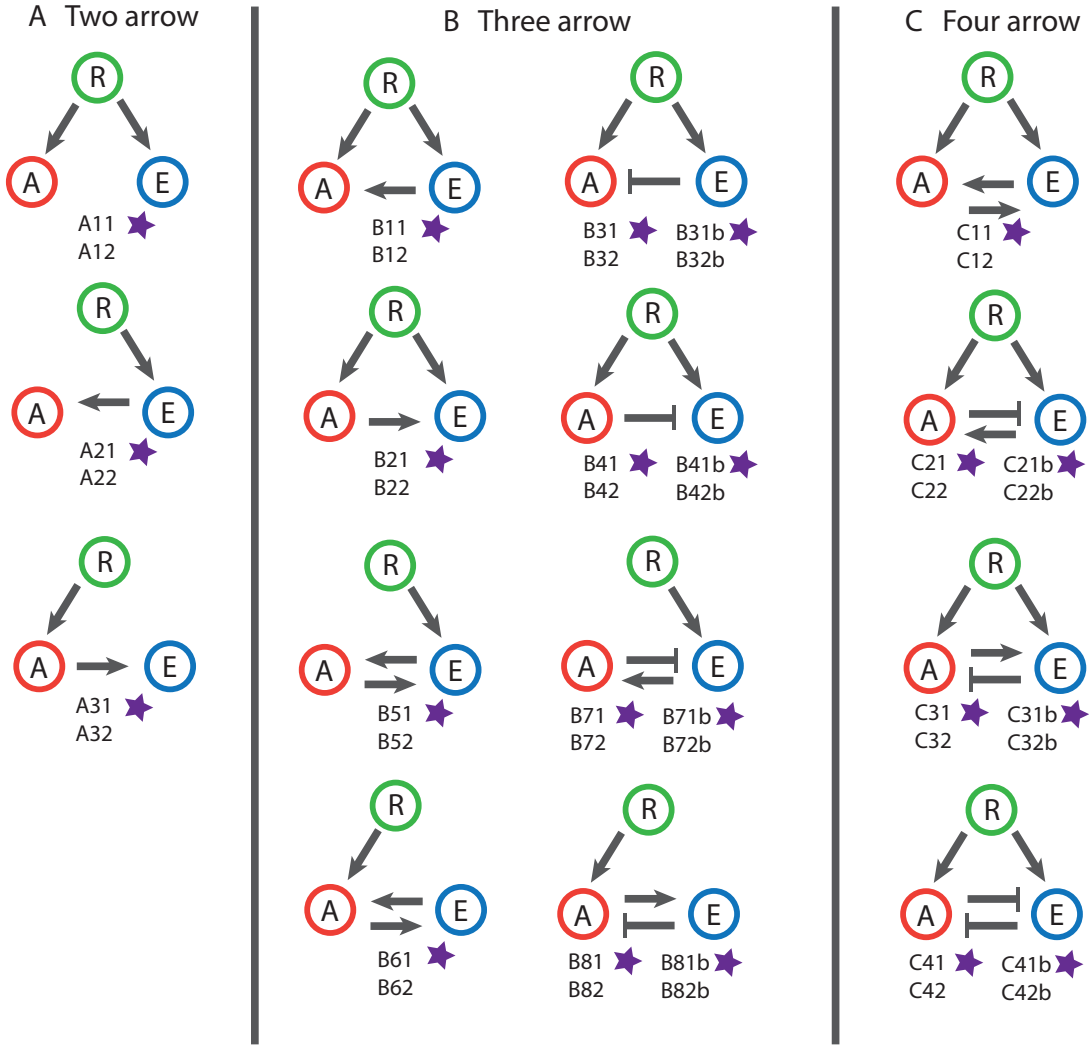 A Two arrow
R
A
E
A11
A12
R
A
E
A21
A22
R
A
E
A31
A32
B Three arrow
R
A
E
B11
B12
R
A
E
B31 B31b
B32 B32b
R
A
E
B21
B22
R
A
E
B41 B41b
B42 B42b
R
A
E
B51
B52
R
A
E
B71 B71b
B72 B72b
R
A
E
B61
B62
R
A
E
B81 B81b
B82 B82b
C Four arrow
R
A
E
C11
C12
R
A
E
C21 C21b
C22 C22b
R
A
E
C31 C31b
C32 C32b
R
A
E
C41 C41b
C42 C42b